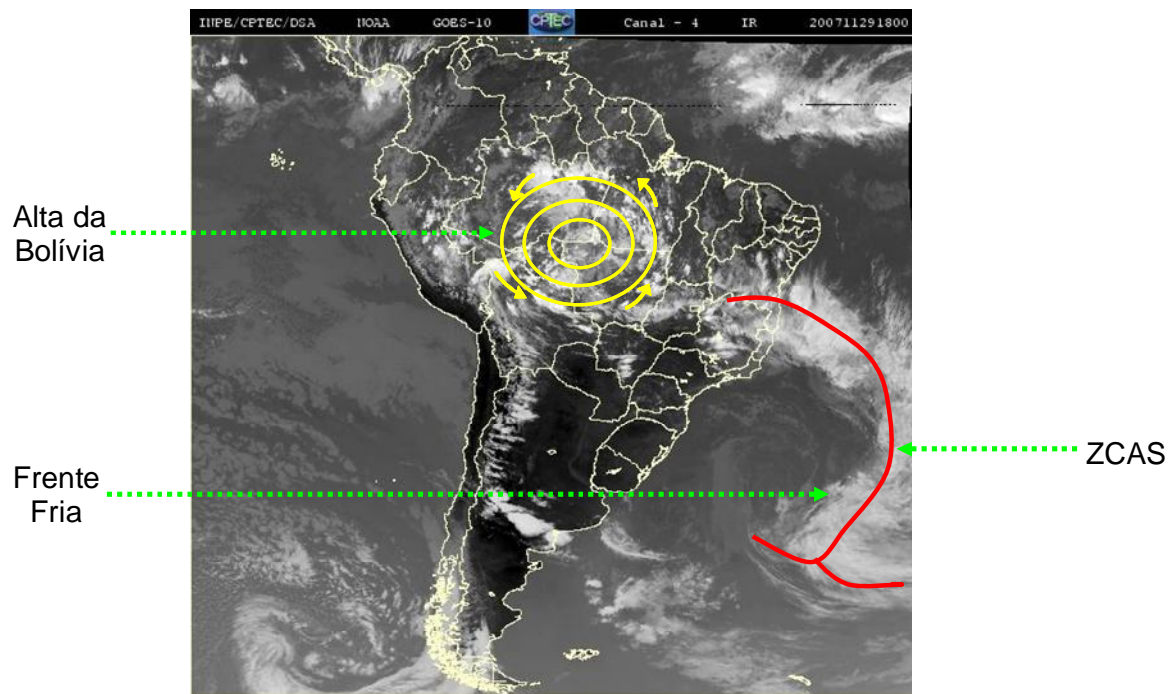 INPE/CPTEC/DSA NOAA GOES-10 CPTEC Canal - 4 IR 200711291800
Alta da
Bolívia
ZCAS
Frente
Fria